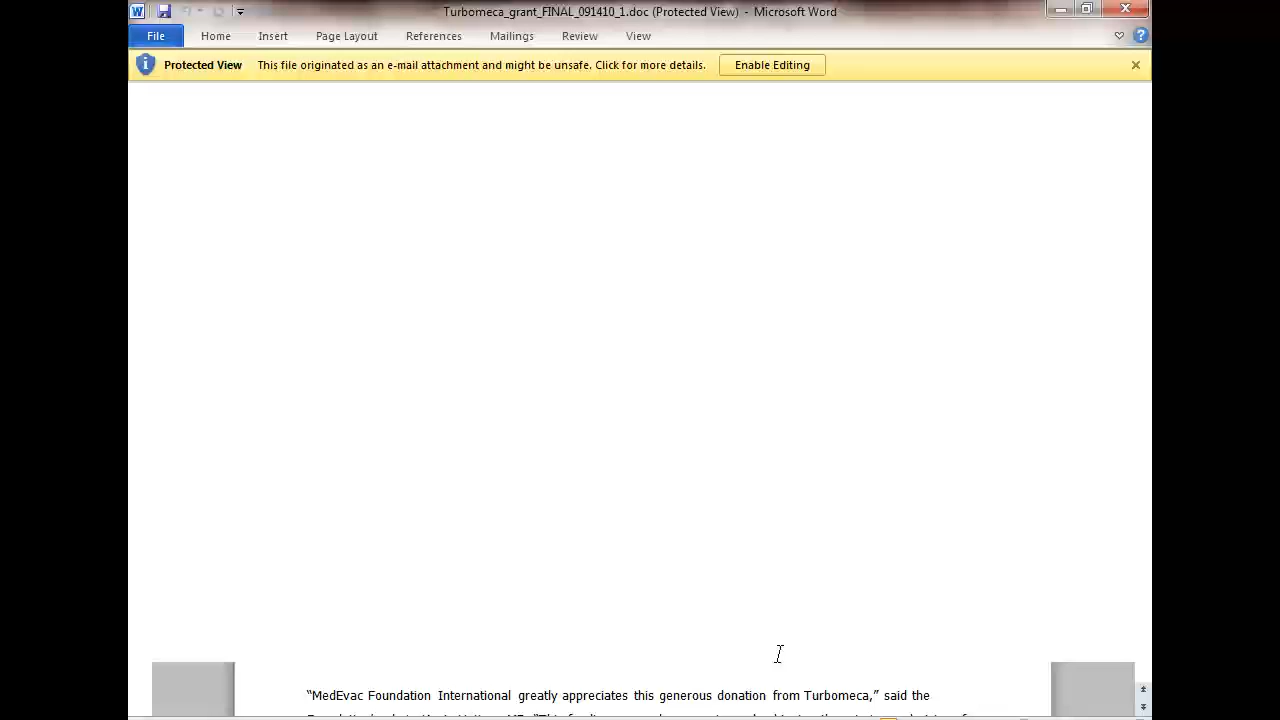 Turbomeca_grant_FINAL_091410_1.doc (Protected View) - Microsoft Word
File Home Insert Page Layout References Mailings Review View
Protected View This file originated as an e-mail attachment and might be unsafe. Click for more details. Enable Editing
“MedEvac Foundation International greatly appreciates this generous donation from Turbomeca,” said the